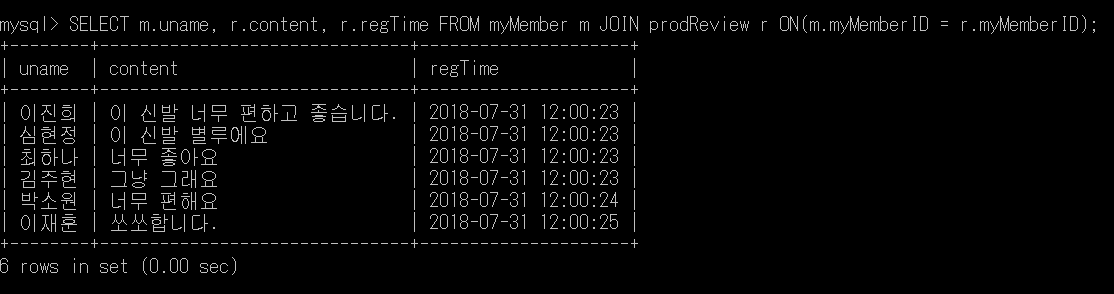 mysql> SELECT m.uname, r.content, r.regTime FROM myMember m JOIN prodReview r ON(m.myMemberID = r.myMemberID);
+--------+------------------------------+---------------------+
| uname | content | regTime |
+--------+------------------------------+---------------------+
| 이진희 | 이 신발 너무 편하고 좋습니다. | 2018-07-31 12:00:23 |
| 심현정 | 이 신발 별루에요 | 2018-07-31 12:00:23 |
| 최하나 | 너무 좋아요 | 2018-07-31 12:00:23 |
| 김주현 | 그냥 그래요 | 2018-07-31 12:00:23 |
| 박소원 | 너무 편해요 | 2018-07-31 12:00:24 |
| 이재훈 | 쏘쏘합니다. | 2018-07-31 12:00:25 |
+--------+------------------------------+---------------------+
6 rows in set (0.00 sec)